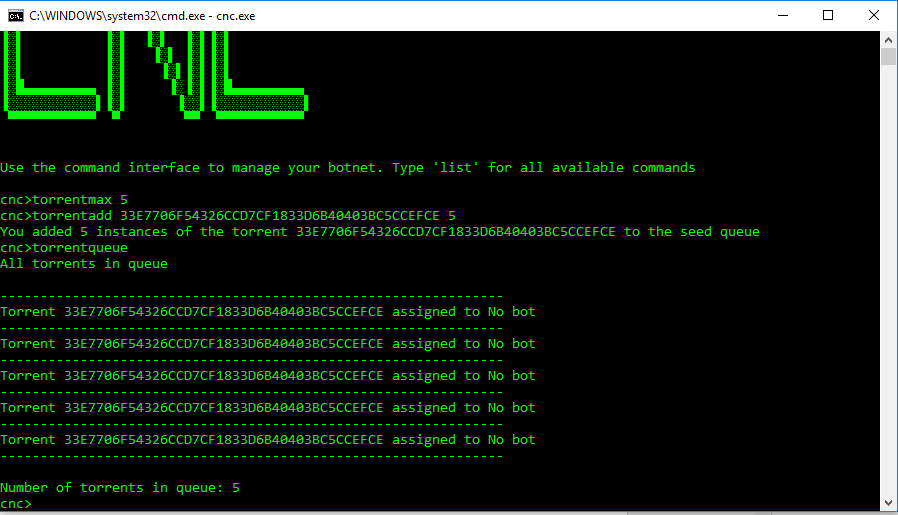 C:\WINDOWS\system32\cmd.exe - cnc.exe
CNC
Use the command interface to manage your botnet. Type 'list' for all available commands
cnc>torrentmax 5
cnc>torrentadd 33E7706F54326CCD7CF1833D6B40403BC5CCEFCE 5
You added 5 instances of the torrent 33E7706F54326CCD7CF1833D6B40403BC5CCEFCE to the seed queue
cnc>torrentqueue
All torrents in queue
---------------------------------------------------------------
Torrent 33E7706F54326CCD7CF1833D6B40403BC5CCEFCE assigned to No bot
---------------------------------------------------------------
Torrent 33E7706F54326CCD7CF1833D6B40403BC5CCEFCE assigned to No bot
---------------------------------------------------------------
Torrent 33E7706F54326CCD7CF1833D6B40403BC5CCEFCE assigned to No bot
---------------------------------------------------------------
Torrent 33E7706F54326CCD7CF1833D6B40403BC5CCEFCE assigned to No bot
---------------------------------------------------------------
Torrent 33E7706F54326CCD7CF1833D6B40403BC5CCEFCE assigned to No bot
---------------------------------------------------------------
Number of torrents in queue: 5
cnc>